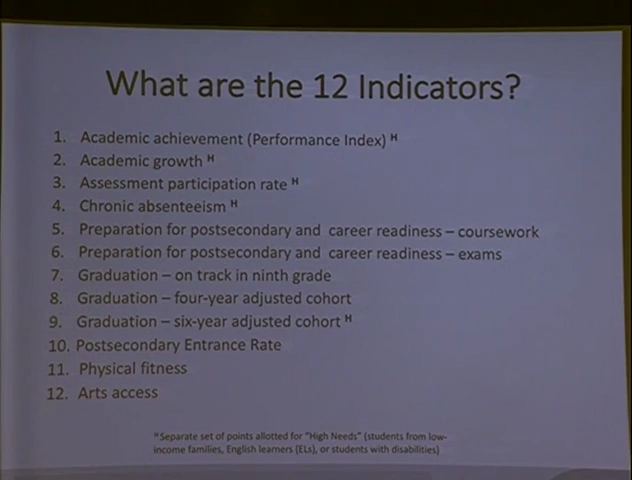 What are the 12 Indicators?
1. Academic achievement (Performance Index) ᴴ
2. Academic growth ᴴ
3. Assessment participation rate ᴴ
4. Chronic absenteeism ᴴ
5. Preparation for postsecondary and career readiness – coursework
6. Preparation for postsecondary and career readiness – exams
7. Graduation – on track in ninth grade
8. Graduation – four-year adjusted cohort
9. Graduation – six-year adjusted cohort ᴴ
10. Postsecondary Entrance Rate
11. Physical fitness
12. Arts access
ᴴ Separate set of points allotted for "High Needs" (students from low-
income families, English learners (ELs), or students with disabilities)